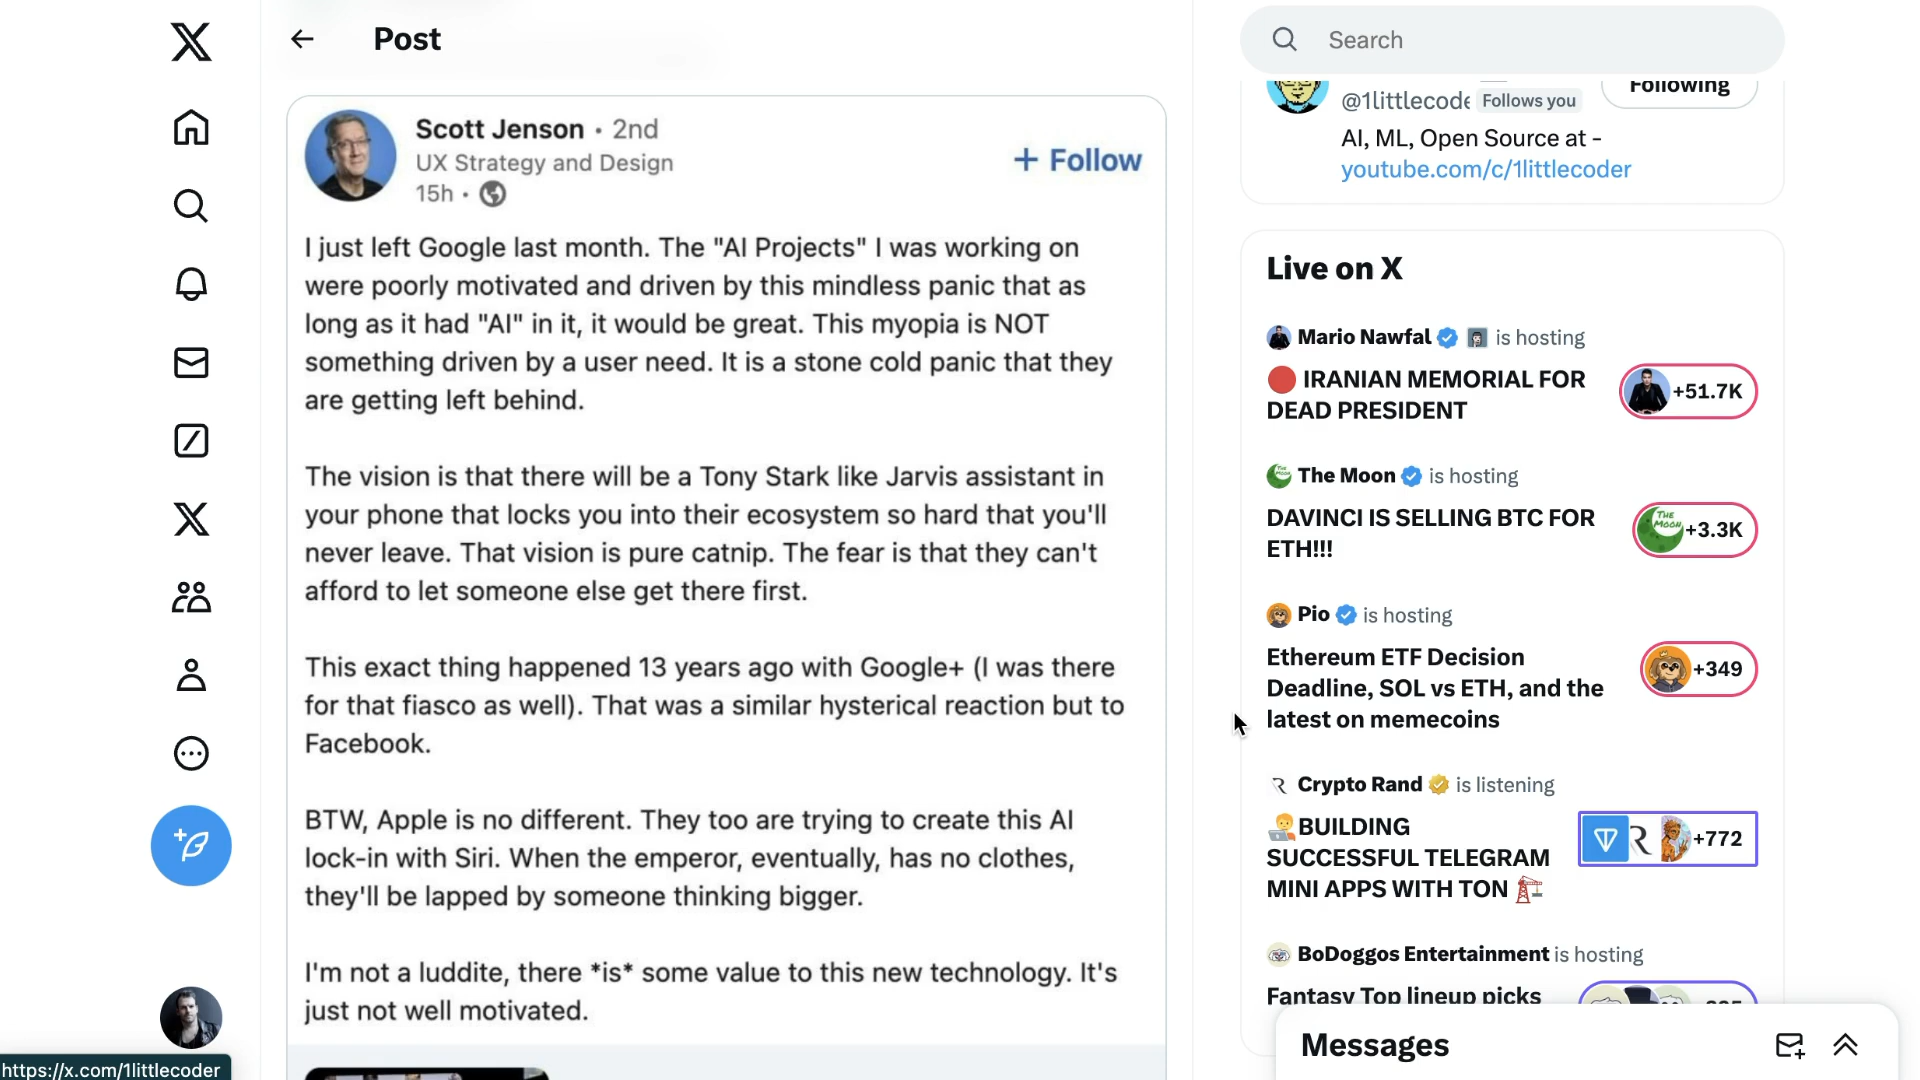 Post
Scott Jenson • 2nd
UX Strategy and Design
15h •
+ Follow
I just left Google last month. The "AI Projects" I was working on
were poorly motivated and driven by this mindless panic that as
long as it had "AI" in it, it would be great. This myopia is NOT
something driven by a user need. It is a stone cold panic that they
are getting left behind.
The vision is that there will be a Tony Stark like Jarvis assistant in
your phone that locks you into their ecosystem so hard that you'll
never leave. That vision is pure catnip. The fear is that they can't
afford to let someone else get there first.
This exact thing happened 13 years ago with Google+ (I was there
for that fiasco as well). That was a similar hysterical reaction but to
Facebook.
BTW, Apple is no different. They too are trying to create this AI
lock-in with Siri. When the emperor, eventually, has no clothes,
they'll be lapped by someone thinking bigger.
I'm not a luddite, there *is* some value to this new technology. It's
just not well motivated.
https://x.com/1littlecoder
Search
@1littlecode Follows you
Following
AI, ML, Open Source at -
youtube.com/c/1littlecoder
Live on X
Mario Nawfal is hosting
IRANIAN MEMORIAL FOR
DEAD PRESIDENT
+51.7K
The Moon is hosting
DAVINCI IS SELLING BTC FOR
ETH!!!
THE MOON
+3.3K
Pio is hosting
Ethereum ETF Decision
Deadline, SOL vs ETH, and the
latest on memecoins
+349
Crypto Rand is listening
BUILDING
SUCCESSFUL TELEGRAM
MINI APPS WITH TON
+772
BoDoggos Entertainment is hosting
Fantasy Top lineup picks
Messages